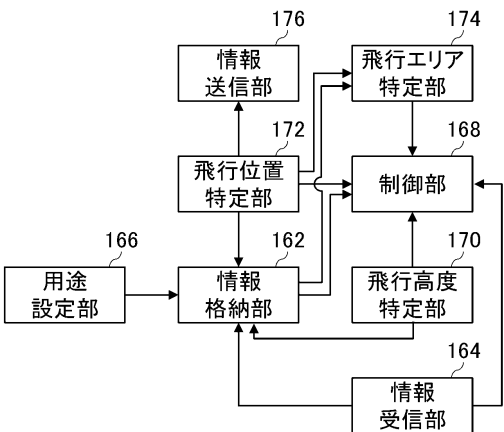 176
情報
送信部
174
飛行エリア
特定部
172
飛行位置
特定部
168
制御部
166
用途
設定部
162
情報
格納部
170
飛行高度
特定部
164
情報
受信部